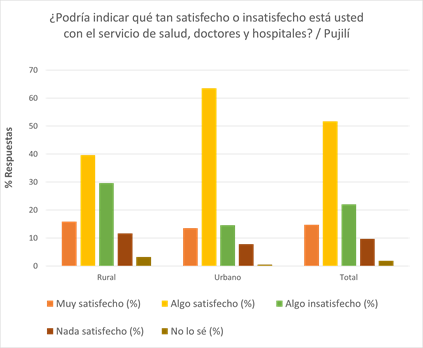 ¿Podría indicar qué tan satisfecho o insatisfecho está usted
con el servicio de salud, doctores y hospitales? / Pujilí
% Respuestas
70
60
50
40
30
20
10
0
Rural
Urbano
Total
Muy satisfecho (%)
Algo satisfecho (%)
Algo insatisfecho (%)
Nada satisfecho (%)
No lo sé (%)